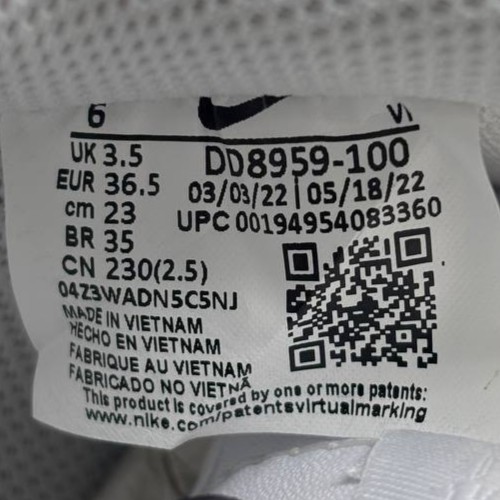 6 VI
UK 3.5 DD8959-100
EUR 36.5 03/03/22 | 05/18/22
cm 23 UPC 00194954083360
BR 35
CN 230(2.5)
0423WADN5C5NJ
MADE IN VIETNAM
HECHO EN VIETNAM
FABRIQUE AU VIETNAM
FABRICADO NO VIETNÃ
This product is covered by one or more patents:
www.nike.com/patentsvirtualmarking